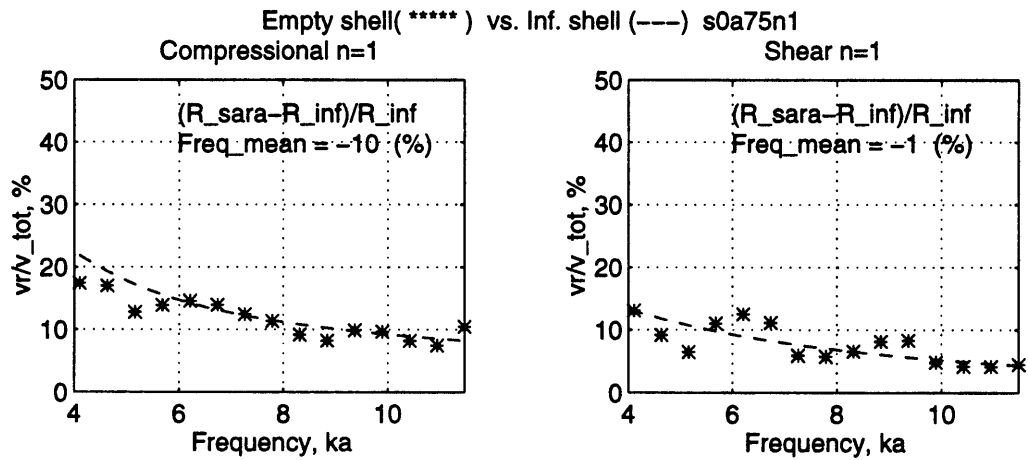 Empty shell( ***** ) vs. Inf. shell (---) s0a75n1
Compressional n=1
50
40
30
20
10
0
vr/v_tot, %
(R_sara-R_inf)/R_inf
Freq_mean = -10 (%)
4
6
8
10
Frequency, ka
Shear n=1
50
40
30
20
10
0
vr/v_tot, %
(R_sara-R_inf)/R_inf
Freq_mean = -1 (%)
4
6
8
10
Frequency, ka